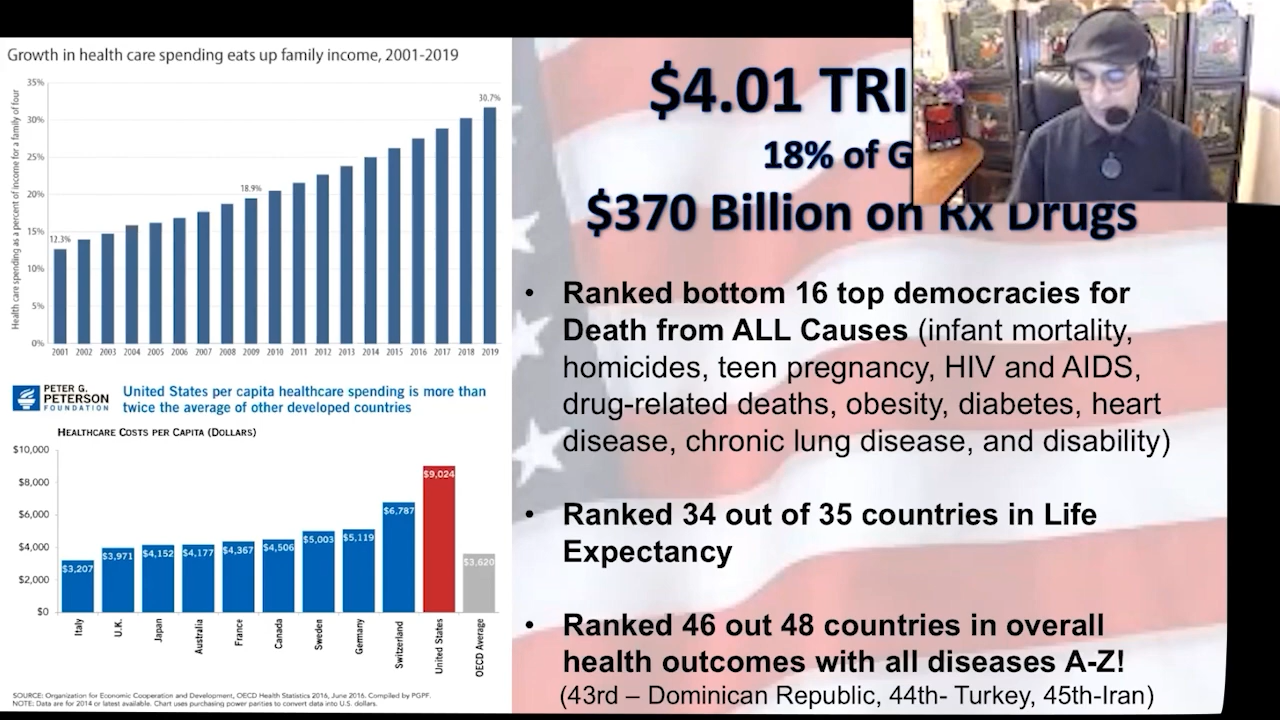 Growth in health care spending eats up family income, 2001-2019
Health care spending as a percent of income for a family of four
35%
30%
25%
20%
15%
10%
5%
0%
12.3%
18.9%
30.7%
2001 2002 2003 2004 2005 2006 2007 2008 2009 2010 2011 2012 2013 2014 2015 2016 2017 2018 2019
PETER G.
PETERSON
FOUNDATION
United States per capita healthcare spending is more than
twice the average of other developed countries
HEALTHCARE COSTS PER CAPITA (DOLLARS)
$10,000
$8,000
$6,000
$4,000
$2,000
$0
$3,207
$3,971
$4,152
$4,177
$4,367
$4,506
$5,003
$5,119
$6,787
$9,024
$3,620
Italy
U.K.
Japan
Australia
France
Canada
Sweden
Germany
Switzerland
United States
OECD Average
SOURCE: Organization for Economic Cooperation and Development, OECD Health Statistics 2016, June 2016. Compiled by PGPF.
NOTE: Data are for 2014 or latest available. Chart uses purchasing power parities to convert data into U.S. dollars.
$4.01 TRI
18% of G
$370 Billion on Rx Drugs
• Ranked bottom 16 top democracies for
Death from ALL Causes (infant mortality,
homicides, teen pregnancy, HIV and AIDS,
drug-related deaths, obesity, diabetes, heart
disease, chronic lung disease, and disability)
• Ranked 34 out of 35 countries in Life
Expectancy
• Ranked 46 out 48 countries in overall
health outcomes with all diseases A-Z!
(43rd – Dominican Republic, 44th- Turkey, 45th-Iran)